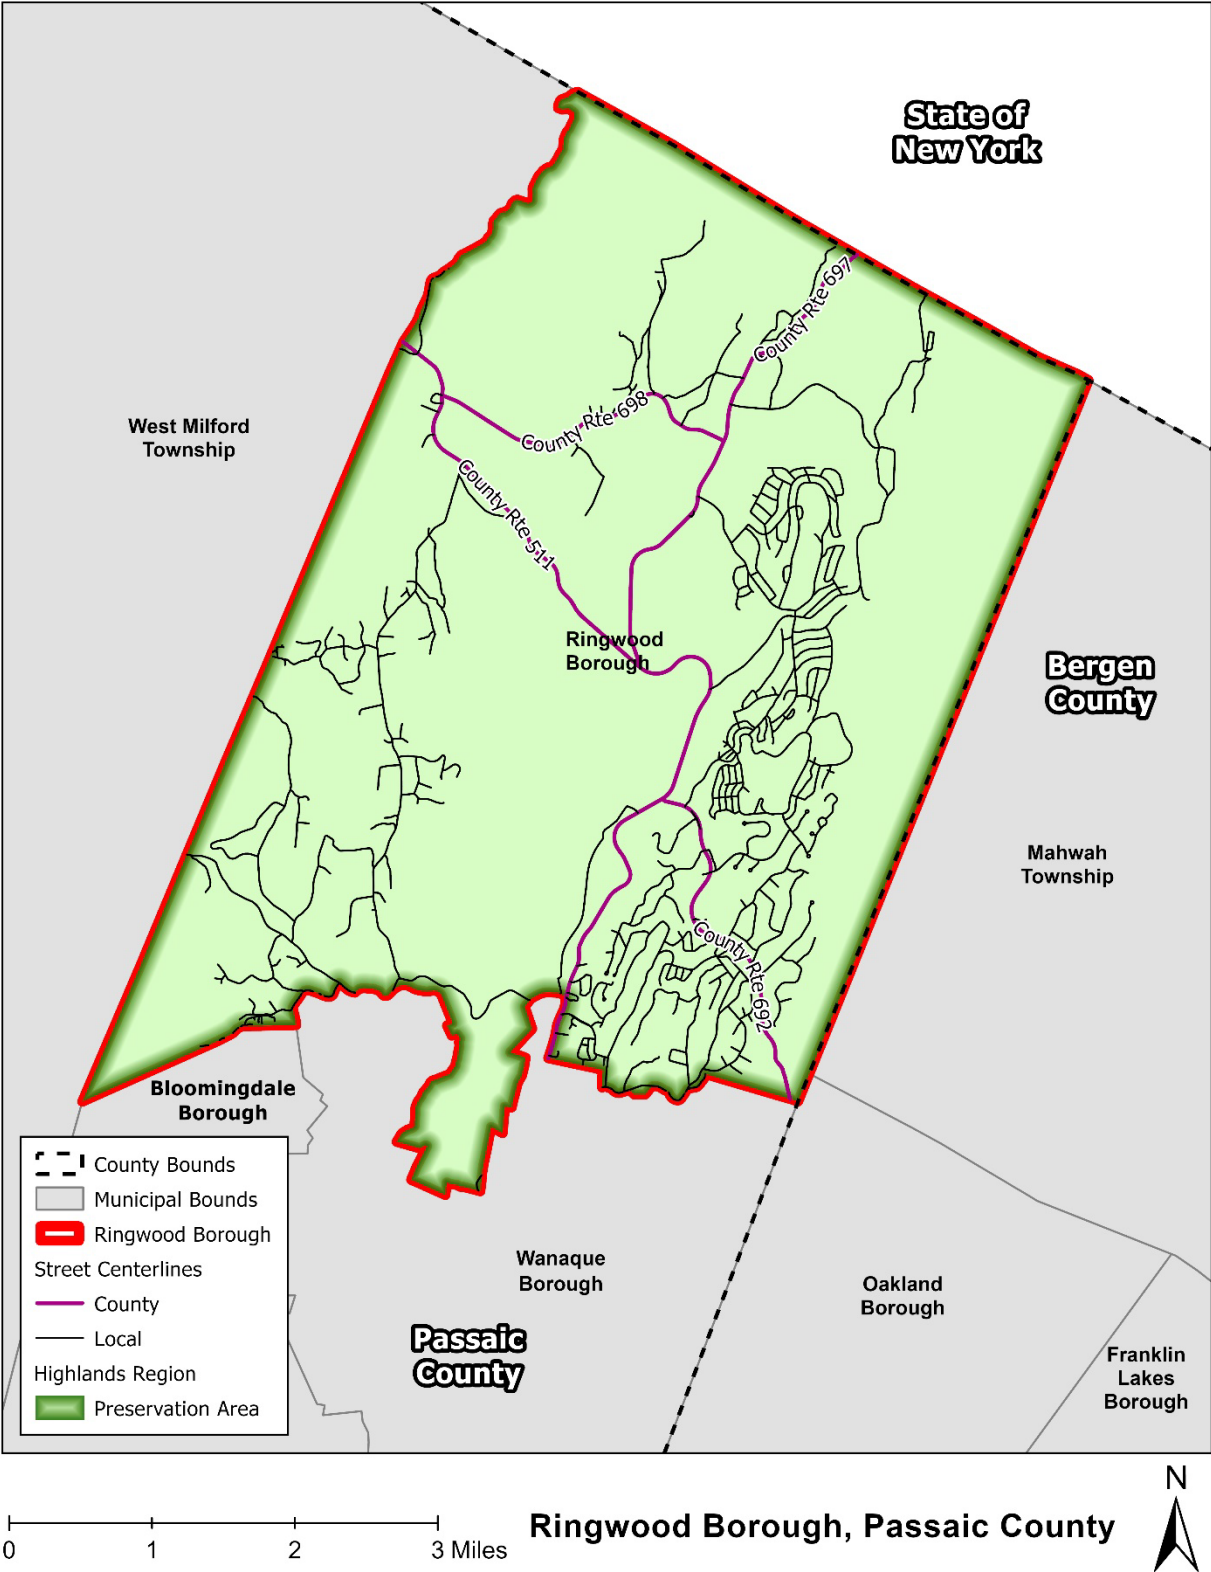 State of
New York
County Rte 697
County Rte 698
West Milford
Township
County Rte 511
Ringwood
Borough
Bergen
County
Mahwah
Township
County Rte 692
Bloomingdale
Borough
Wanaque
Borough
Oakland
Borough
Passaic
County
Franklin
Lakes
Borough
County Bounds
Municipal Bounds
Ringwood Borough
Street Centerlines
County
Local
Highlands Region
Preservation Area
N
Ringwood Borough, Passaic County
0 1 2 3 Miles